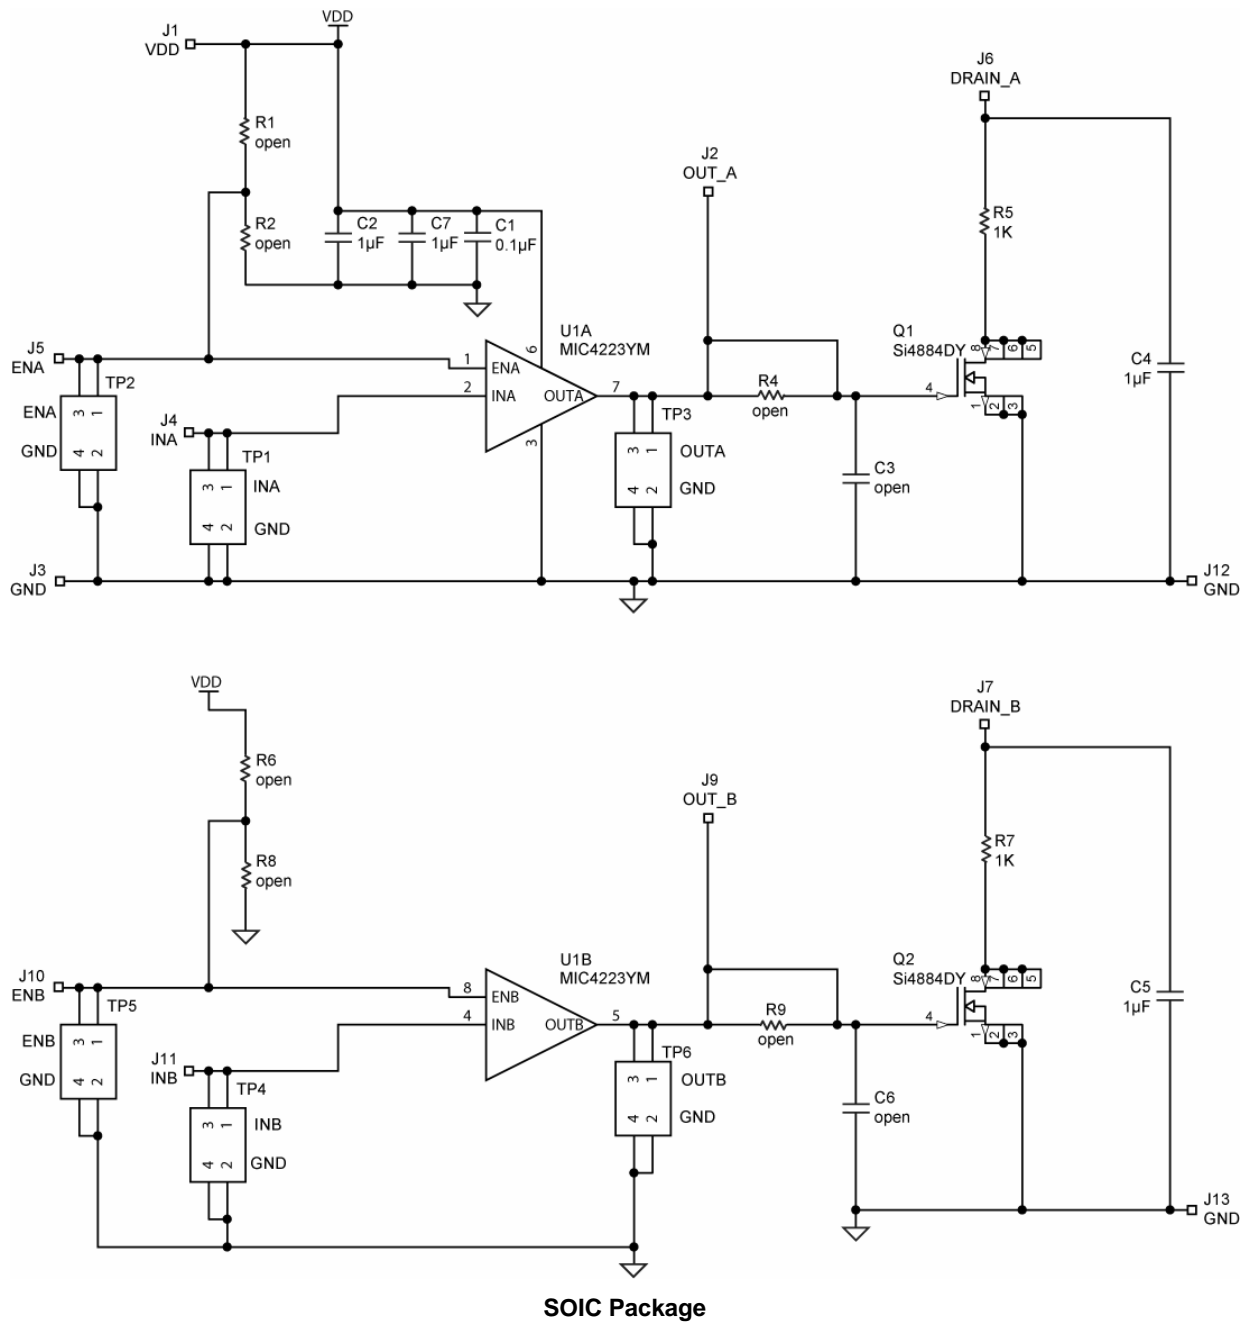 VDD
J1
VDD
R1
open
R2
open
C2
1µF
C7
1µF
C1
0.1µF
J6
DRAIN_A
J2
OUT_A
R5
1K
U1A
MIC4223YM
Q1
Si4884DY
8
7
6
5
C4
1µF
J5
ENA
TP2
1
ENA
6
2
INA
OUTA
7
3
R4
open
4
1
2
3
ENA
3
1
GND
4
2
J4
INA
TP1
3
1
INA
4
2
GND
TP3
3
1
OUTA
4
2
GND
C3
open
J3
GND
J12
GND
VDD
R6
open
R8
open
J7
DRAIN_B
J9
OUT_B
R7
1K
U1B
MIC4223YM
Q2
Si4884DY
8
7
6
5
C5
1µF
J10
ENB
TP5
8
ENB
4
INB
OUTB
5
R9
open
4
1
2
3
ENB
3
1
GND
4
2
J11
INB
TP4
3
1
INB
4
2
GND
TP6
3
1
OUTB
4
2
GND
C6
open
J13
GND
SOIC Package